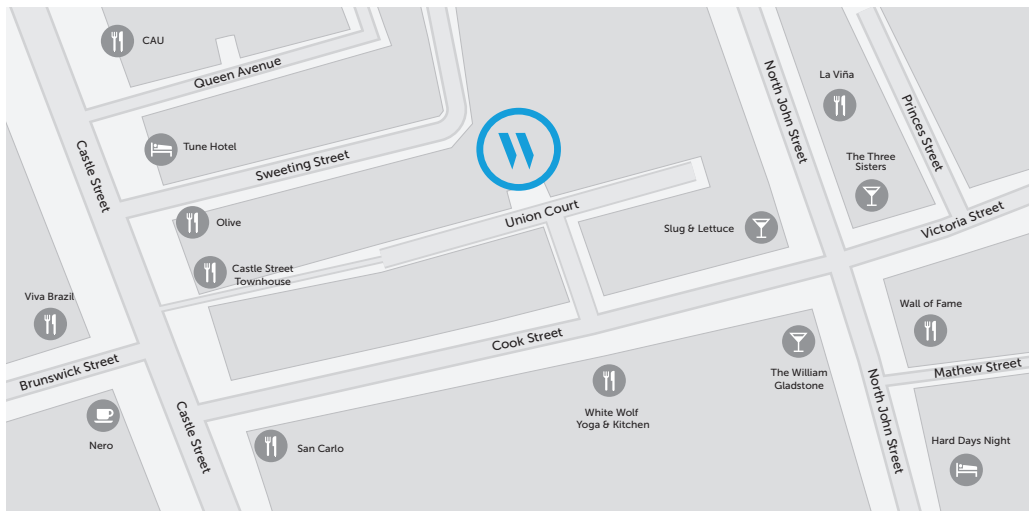 CAU
Queen Avenue
North John Street
La Viña
Princes Street
Castle Street
Tune Hotel
Sweeting Street
The Three
Sisters
Olive
Union Court
Slug & Lettuce
Victoria Street
Castle Street
Townhouse
Viva Brazil
Wall of Fame
Cook Street
Brunswick Street
The William
Gladstone
Mathew Street
North John Street
Castle Street
White Wolf
Yoga & Kitchen
Nero
San Carlo
Hard Days Night